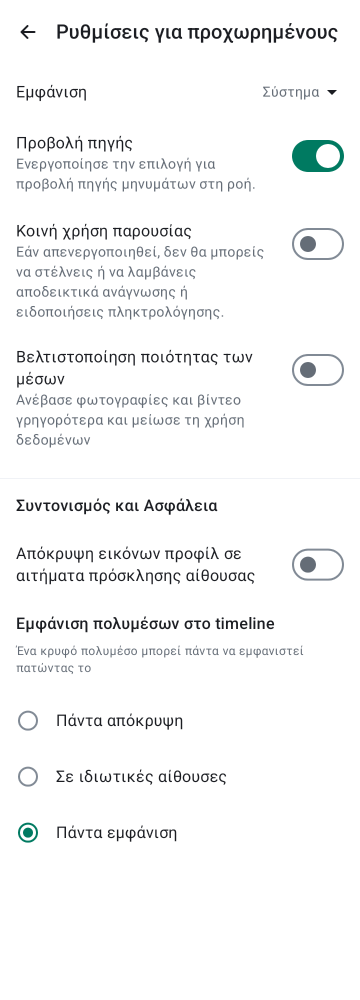 Ρυθμίσεις για προχωρημένους
Εμφάνιση
Σύστημα
Προβολή πηγής
Ενεργοποίησε την επιλογή για
προβολή πηγής μηνυμάτων στη ροή.
Κοινή χρήση παρουσίας
Εάν απενεργοποιηθεί, δεν θα μπορείς
να στέλνεις ή να λαμβάνεις
αποδεικτικά ανάγνωσης ή
ειδοποιήσεις πληκτρολόγησης.
Βελτιστοποίηση ποιότητας των
μέσων
Ανέβασε φωτογραφίες και βίντεο
γρηγορότερα και μείωσε τη χρήση
δεδομένων
Συντονισμός και Ασφάλεια
Απόκρυψη εικόνων προφίλ σε
αιτήματα πρόσκλησης αίθουσας
Εμφάνιση πολυμέσων στο timeline
Ένα κρυφό πολυμέσο μπορεί πάντα να εμφανιστεί
πατώντας το
Πάντα απόκρυψη
Σε ιδιωτικές αίθουσες
Πάντα εμφάνιση